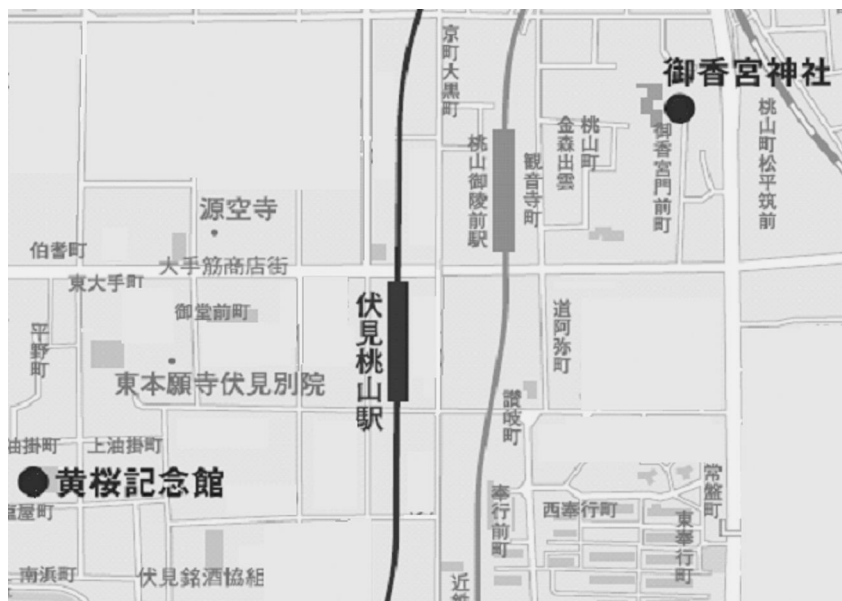 京町大黒町
御香宮神社
桃山町松平筑前
桃山町
金森出雲
御香宮門前町
観音寺町
桃山御陵前駅
源空寺
伯耆町
大手筋商店街
東大手町
御堂前町
平野町
伏見桃山駅
道阿弥町
東本願寺伏見別院
讃岐町
油掛町
上油掛町
黄桜記念館
塩屋町
奉行前町
西奉行町
常盤町
東奉行町
南浜町
伏見銘酒協組
近鉄